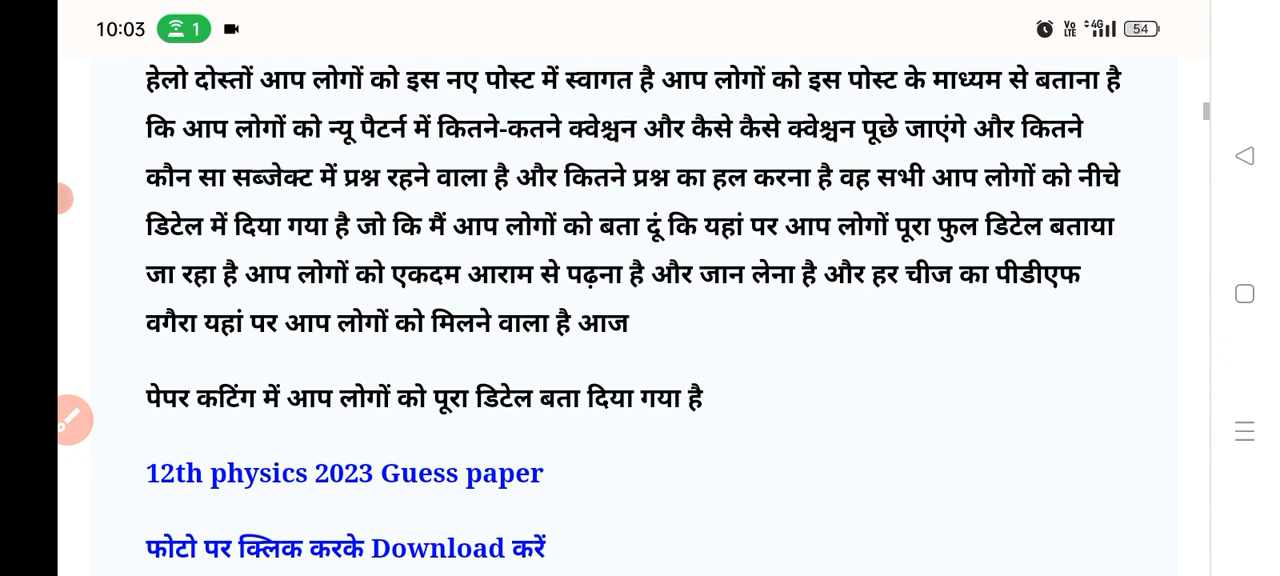 10:03
1
Vo LTE 4G 54
हेलो दोस्तों आप लोगों को इस नए पोस्ट में स्वागत है आप लोगों को इस पोस्ट के माध्यम से बताना है
कि आप लोगों को न्यू पैटर्न में कितने-कतने क्वेश्चन और कैसे कैसे क्वेश्चन पूछे जाएंगे और कितने
कौन सा सब्जेक्ट में प्रश्न रहने वाला है और कितने प्रश्न का हल करना है वह सभी आप लोगों को नीचे
डिटेल में दिया गया है जो कि मैं आप लोगों को बता दूं कि यहां पर आप लोगों पूरा फुल डिटेल बताया
जा रहा है आप लोगों को एकदम आराम से पढ़ना है और जान लेना है और हर चीज का पीडीएफ
वगैरा यहां पर आप लोगों को मिलने वाला है आज
पेपर कटिंग में आप लोगों को पूरा डिटेल बता दिया गया है
12th physics 2023 Guess paper
फोटो पर क्लिक करके Download करें